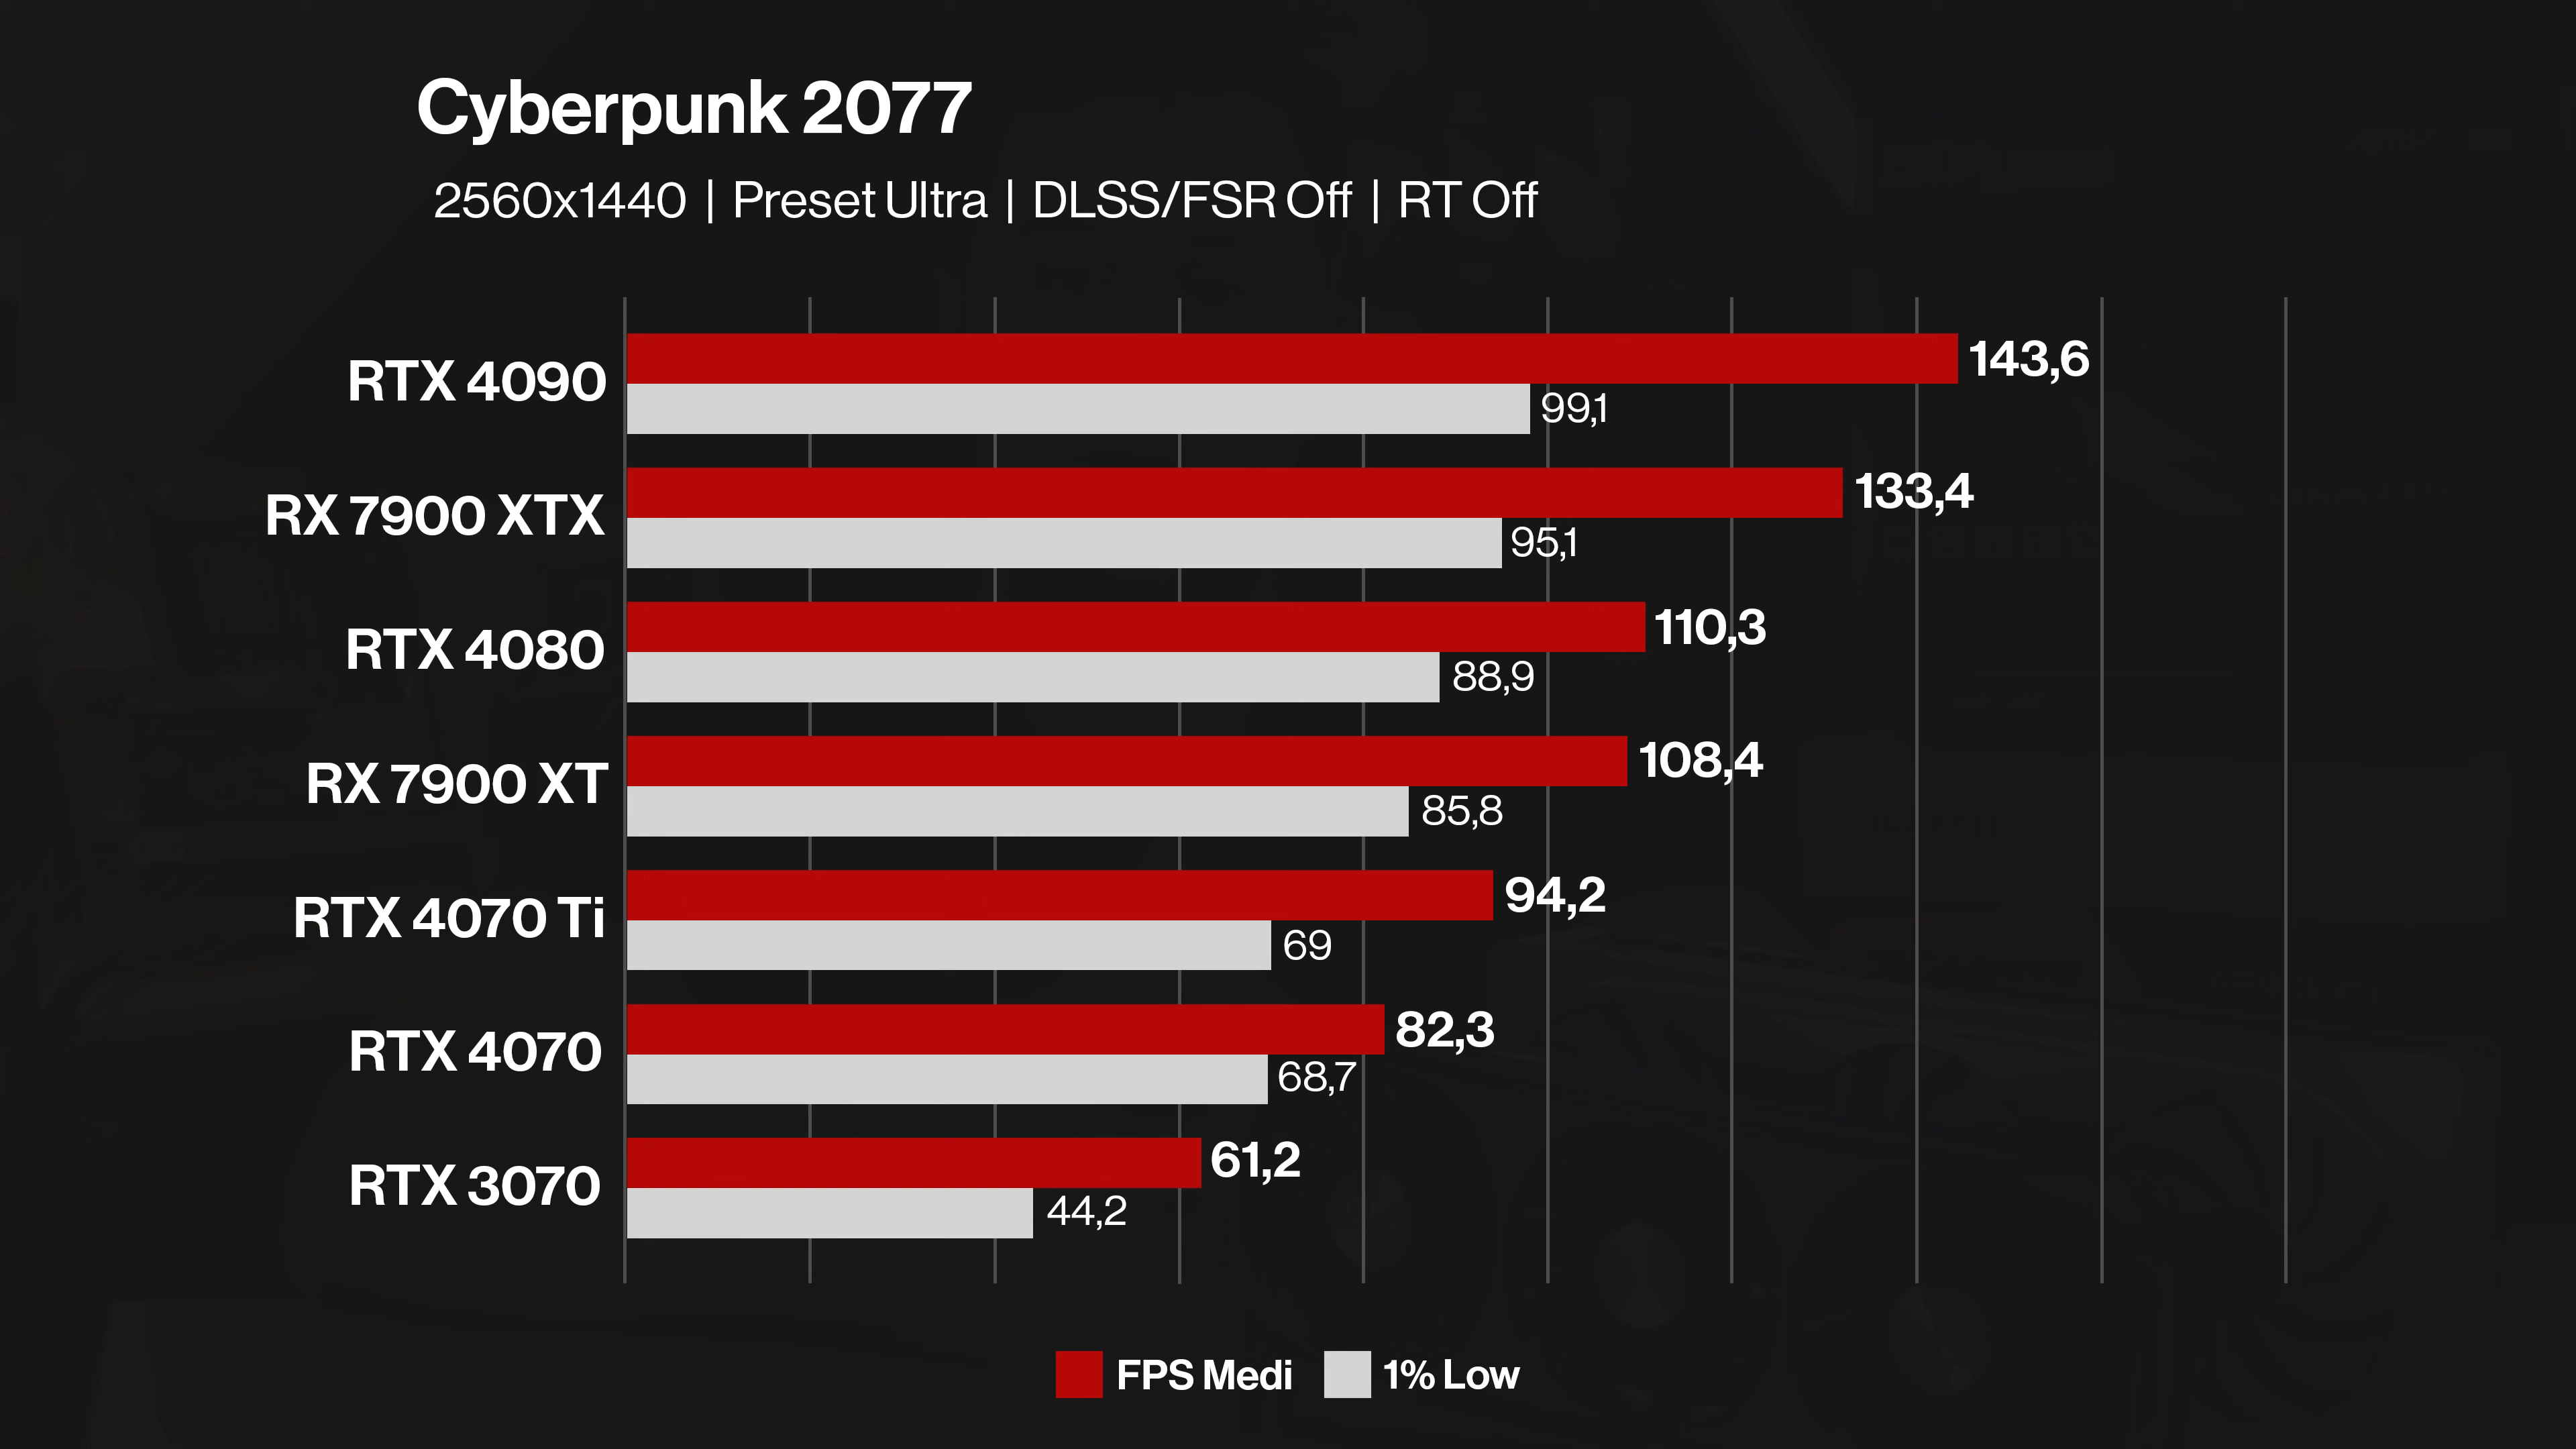 Cyberpunk 2077
2560x1440 | Preset Ultra | DLSS/FSR Off | RT Off
RTX 4090
143,6
99,1
RX 7900 XTX
133,4
95,1
RTX 4080
110,3
88,9
RX 7900 XT
108,4
85,8
RTX 4070 Ti
94,2
69
RTX 4070
82,3
68,7
RTX 3070
61,2
44,2
FPS Medi
1% Low